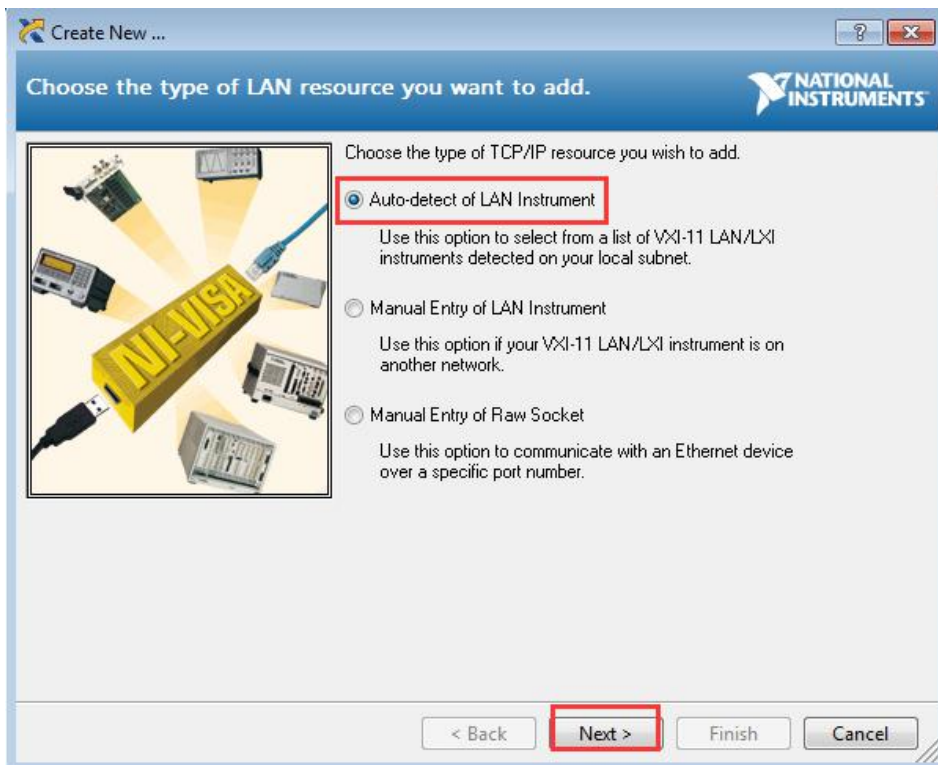 Create New ...
Choose the type of LAN resource you want to add.
NATIONAL
INSTRUMENTS
Choose the type of TCP/IP resource you wish to add.
Auto-detect of LAN Instrument
Use this option to select from a list of VXI-11 LAN/LXI
instruments detected on your local subnet.
Manual Entry of LAN Instrument
Use this option if your VXI-11 LAN/LXI instrument is on
another network.
Manual Entry of Raw Socket
Use this option to communicate with an Ethernet device
over a specific port number.
NI-VISA
< Back
Next >
Finish
Cancel